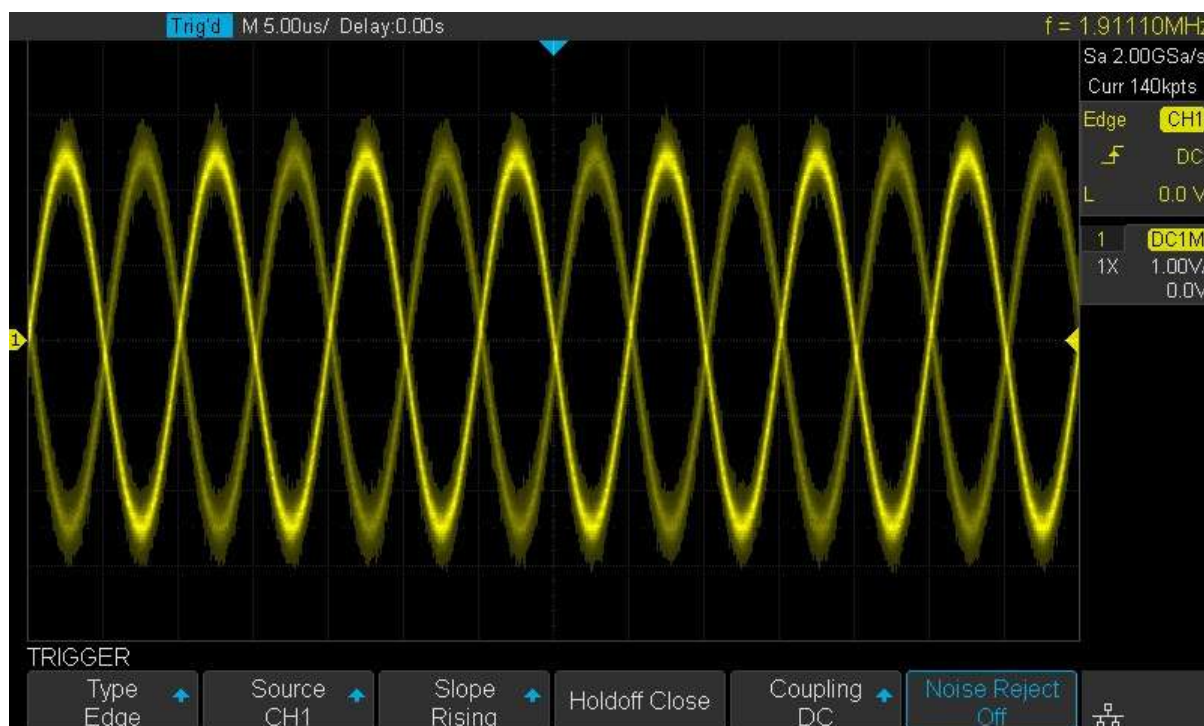 Trig'd M 5.00us/ Delay:0.00s f = 1.91110MHz
Sa 2.00GSa/s
Curr 140kpts
Edge CH1
DC
L 0.0 V
1 DC1M
1X 1.00V/
0.0V
1
TRIGGER
Type Source Slope Holdoff Close Coupling Noise Reject
Edge CH1 Rising DC Off